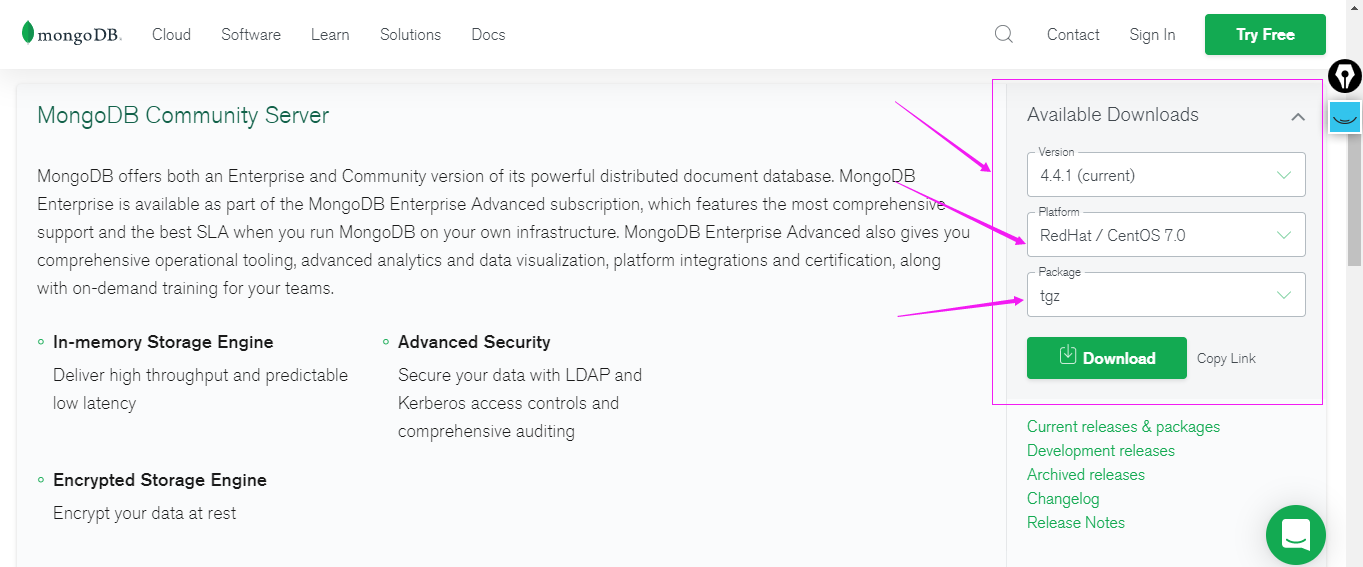 mongoDB. Cloud Software Learn Solutions Docs Contact Sign In Try Free
MongoDB Community Server
MongoDB offers both an Enterprise and Community version of its powerful distributed document database. MongoDB
Enterprise is available as part of the MongoDB Enterprise Advanced subscription, which features the most comprehensive
support and the best SLA when you run MongoDB on your own infrastructure. MongoDB Enterprise Advanced also gives you
comprehensive operational tooling, advanced analytics and data visualization, platform integrations and certification, along
with on-demand training for your teams.
In-memory Storage Engine
Deliver high throughput and predictable
low latency
Advanced Security
Secure your data with LDAP and
Kerberos access controls and
comprehensive auditing
Encrypted Storage Engine
Encrypt your data at rest
Available Downloads
Version
4.4.1 (current)
Platform
RedHat / CentOS 7.0
Package
tgz
Download Copy Link
Current releases & packages
Development releases
Archived releases
Changelog
Release Notes